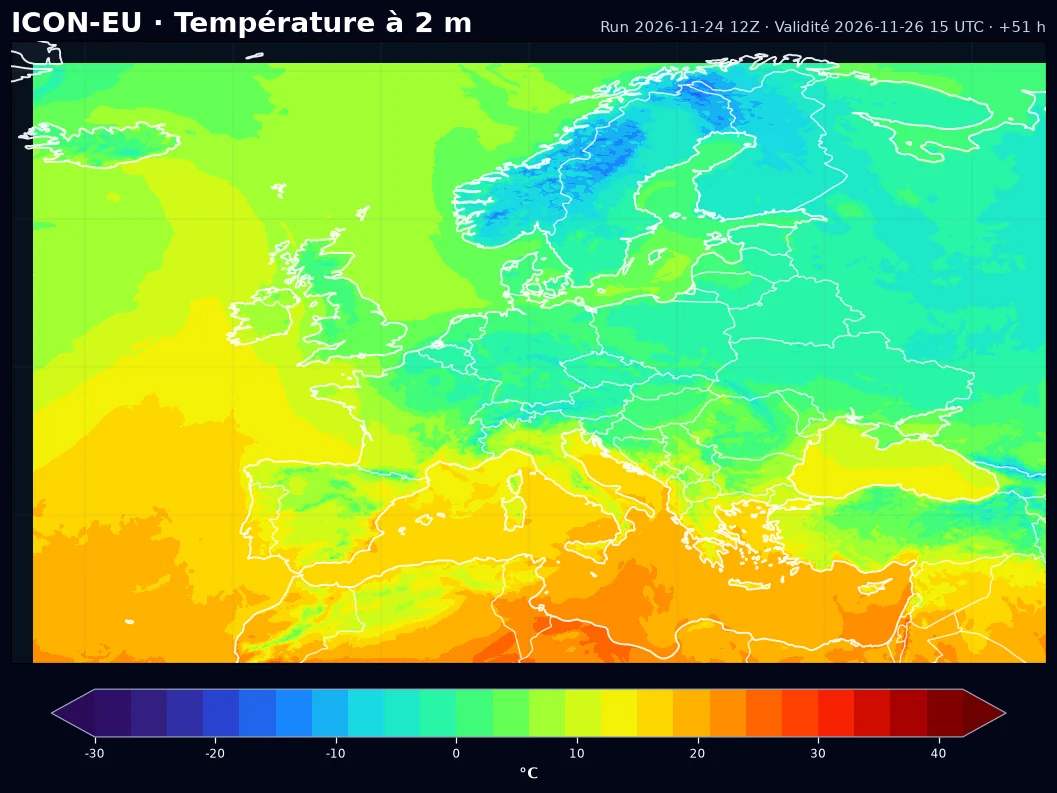 ICON-EU · Température à 2 m
Run 2026-11-24 12Z · Validité 2026-11-26 15 UTC · +51 h
-30 -20 -10 0 10 20 30 40
°C